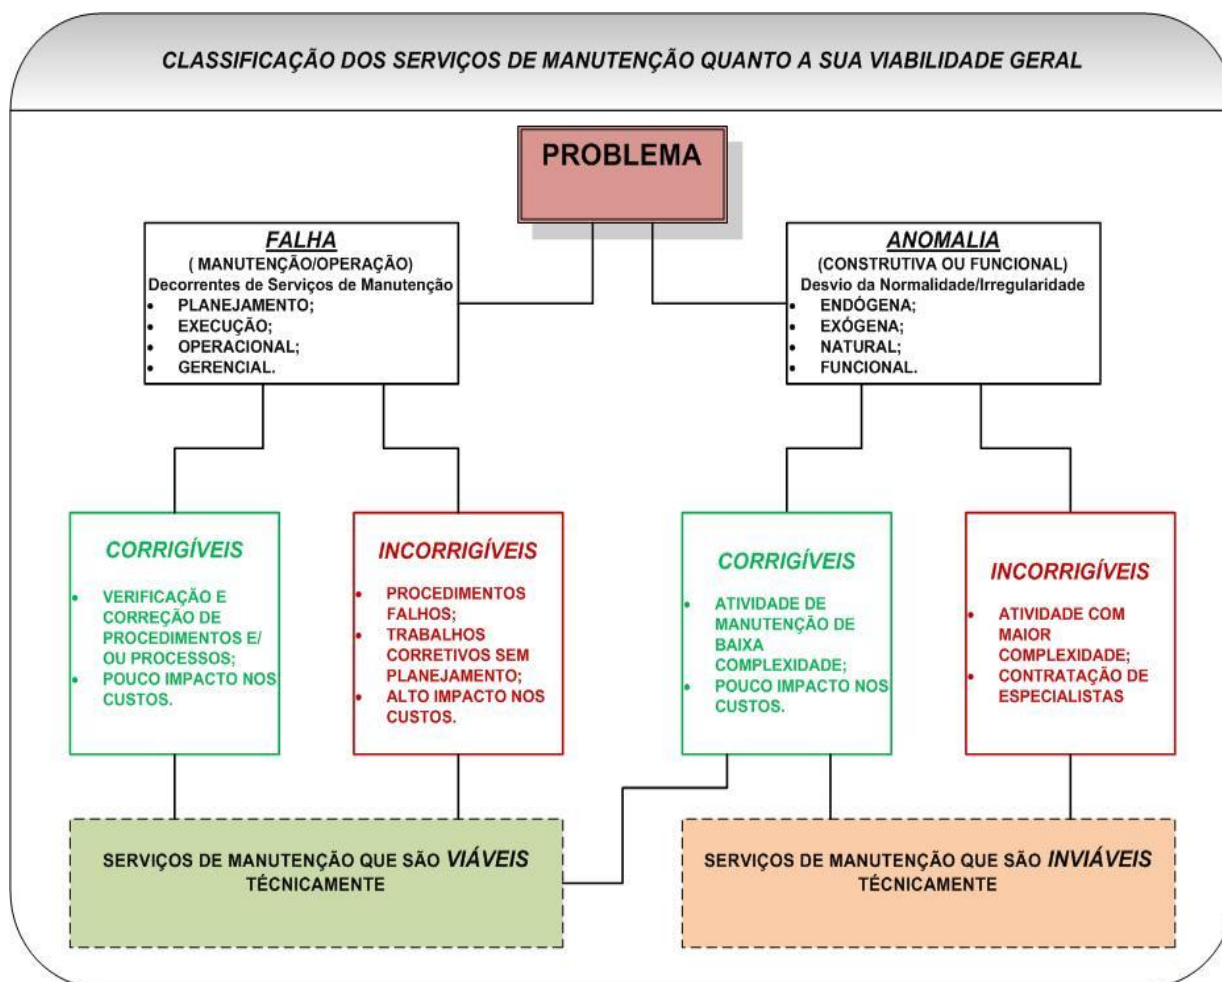 CLASSIFICAÇÃO DOS SERVIÇOS DE MANUTENÇÃO QUANTO A SUA VIABILIDADE GERAL
PROBLEMA
FALHA
( MANUTENÇÃO/OPERAÇÃO)
Decorrentes de Serviços de Manutenção
• PLANEJAMENTO;
• EXECUÇÃO;
• OPERACIONAL;
• GERENCIAL.
ANOMALIA
(CONSTRUTIVA OU FUNCIONAL)
Desvio da Normalidade/Irregularidade
• ENDÓGENA;
• EXÓGENA;
• NATURAL;
• FUNCIONAL.
CORRIGÍVEIS
• VERIFICAÇÃO E
CORREÇÃO DE
PROCEDIMENTOS E/
OU PROCESSOS;
• POUCO IMPACTO NOS
CUSTOS.
INCORRIGÍVEIS
• PROCEDIMENTOS
FALHOS;
• TRABALHOS
CORRETIVOS SEM
PLANEJAMENTO;
• ALTO IMPACTO NOS
CUSTOS.
CORRIGÍVEIS
• ATIVIDADE DE
MANUTENÇÃO DE
BAIXA
COMPLEXIDADE;
• POUCO IMPACTO NOS
CUSTOS.
INCORRIGÍVEIS
• ATIVIDADE COM
MAIOR
COMPLEXIDADE;
• CONTRATAÇÃO DE
ESPECIALISTAS
SERVIÇOS DE MANUTENÇÃO QUE SÃO VIÁVEIS
TÉCNICAMENTE
SERVIÇOS DE MANUTENÇÃO QUE SÃO INVIÁVEIS
TÉCNICAMENTE